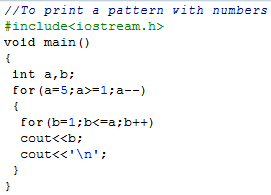 //To print a pattern with numbers
#include<iostream.h>
void main()
{
int a,b;
for(a=5;a>=1;a--)
{
for(b=1;b<=a;b++)
cout<<b;
cout<<'\n';
}
}